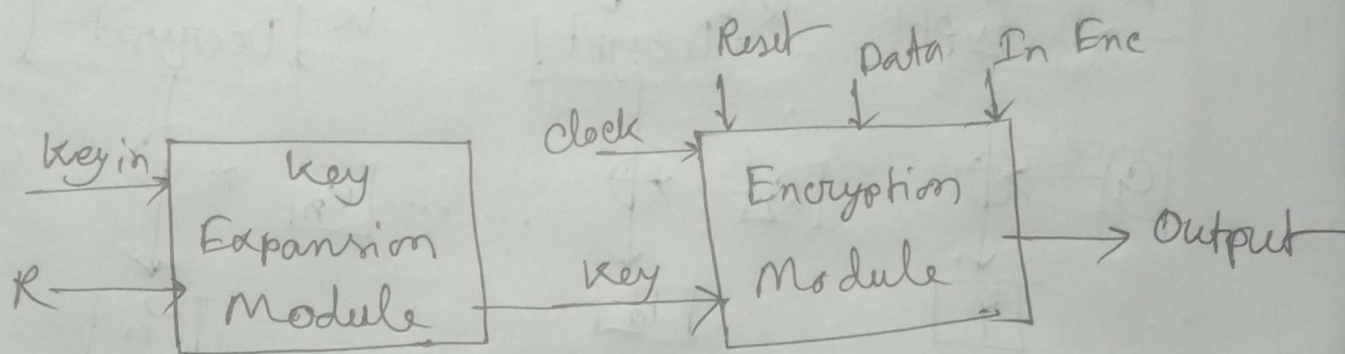 Reset Data In Enc
clock
Key in
Key
Expansion
Module
R
Key
Encryption
Module
Output